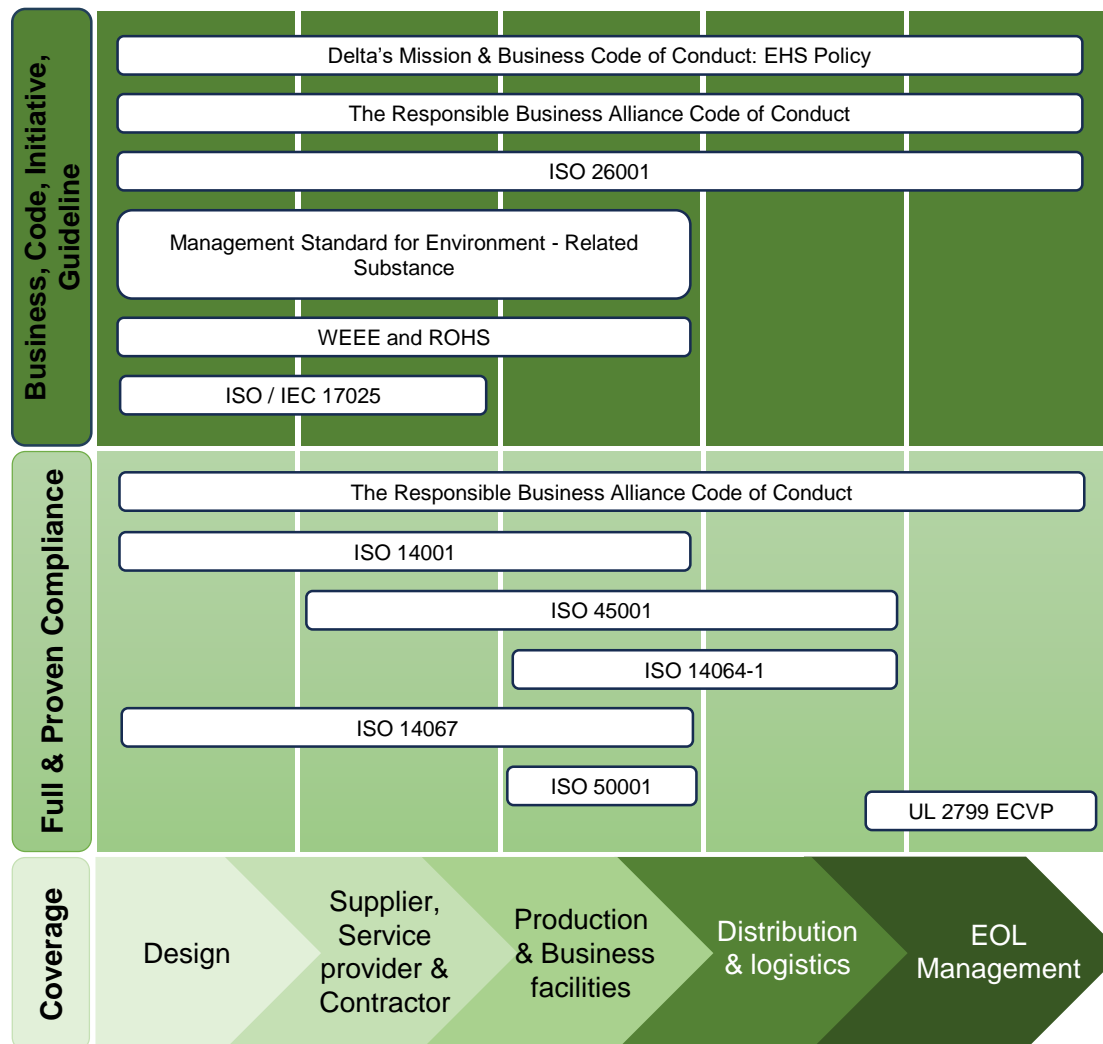 Business, Code, Initiative,
Guideline
Delta's Mission & Business Code of Conduct: EHS Policy
The Responsible Business Alliance Code of Conduct
ISO 26001
Management Standard for Environment - Related
Substance
WEEE and ROHS
ISO / IEC 17025
Full & Proven Compliance
The Responsible Business Alliance Code of Conduct
ISO 14001
ISO 45001
ISO 14064-1
ISO 14067
ISO 50001
UL 2799 ECVP
Coverage
Design
Supplier,
Service
provider &
Contractor
Production
& Business
facilities
Distribution
& logistics
EOL
Management